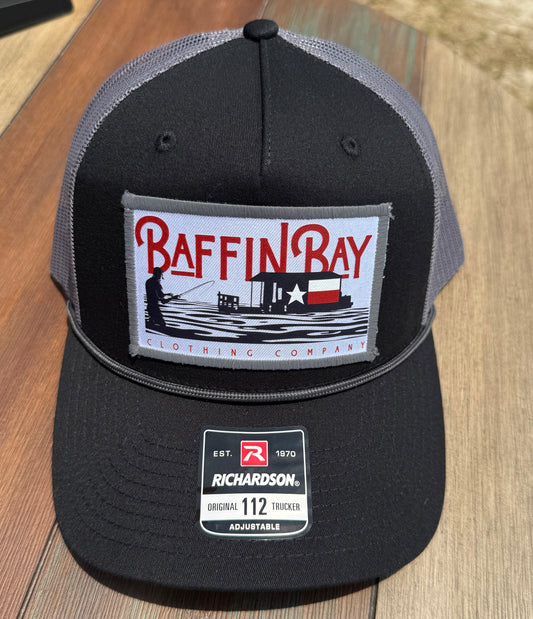 BAFFIN BAY
CLOTHING COMPANY
EST. R 1970
RICHARDSON®
ORIGINAL 112 TRUCKER
ADJUSTABLE